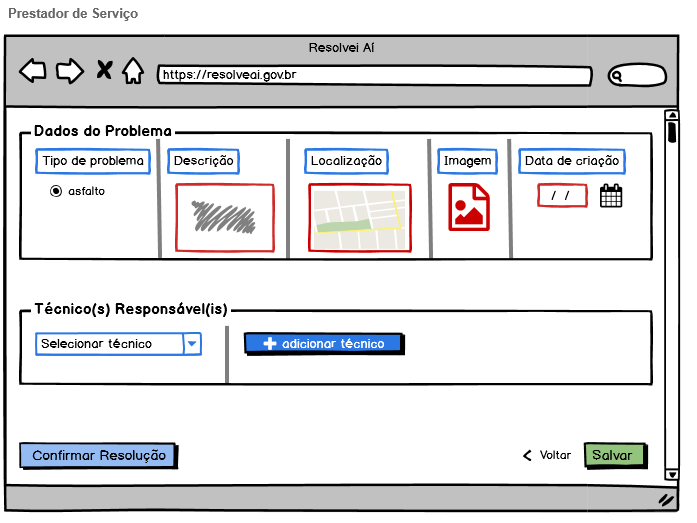 Prestador de Serviço
Resolvei Aí
https://resolveai.gov.br
Dados do Problema
Tipo de problema
Descrição
Localização
Imagem
Data de criação
asfalto
/ /
Técnico(s) Responsável(is)
Selecionar técnico
adicionar técnico
Confirmar Resolução
Voltar
Salvar